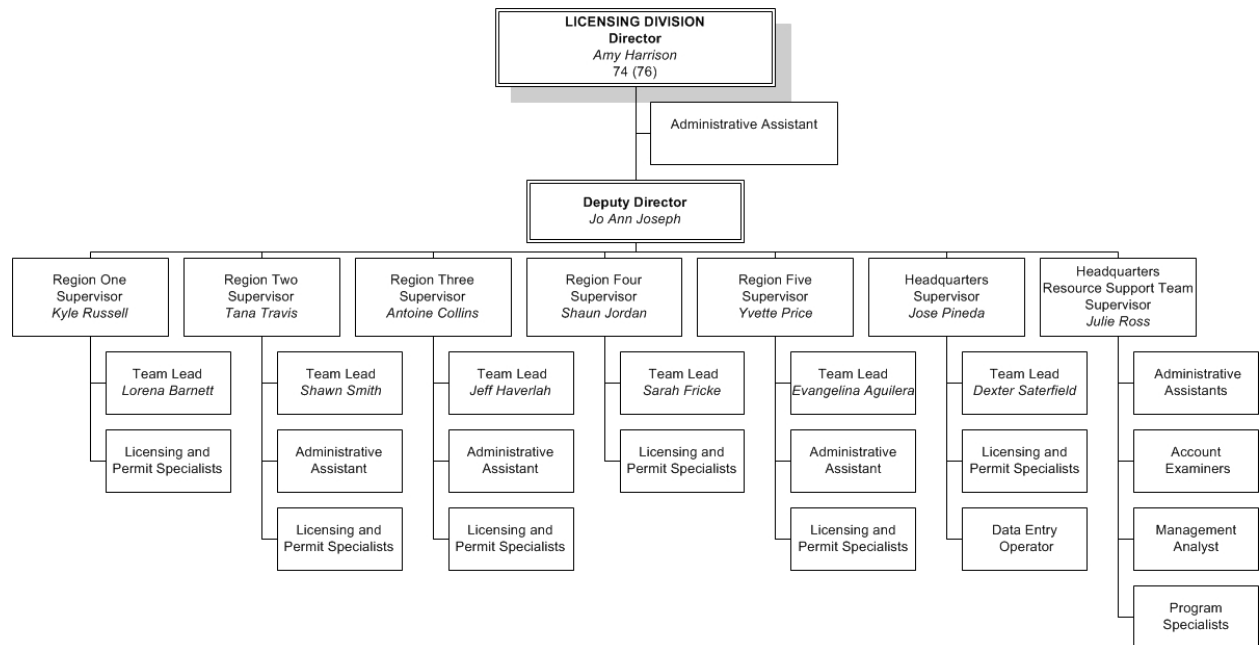 LICENSING DIVISION
Director
Amy Harrison
74 (76)
Administrative Assistant
Deputy Director
Jo Ann Joseph
Region One
Supervisor
Kyle Russell
Region Two
Supervisor
Tana Travis
Region Three
Supervisor
Antoine Collins
Region Four
Supervisor
Shaun Jordan
Region Five
Supervisor
Yvette Price
Headquarters
Supervisor
Jose Pineda
Headquarters
Resource Support Team
Supervisor
Julie Ross
Team Lead
Lorena Barnett
Team Lead
Shawn Smith
Team Lead
Jeff Haverlah
Team Lead
Sarah Fricke
Team Lead
Evangelina Aguilera
Team Lead
Dexter Saterfield
Administrative
Assistants
Licensing and
Permit Specialists
Administrative
Assistant
Administrative
Assistant
Licensing and
Permit Specialists
Administrative
Assistant
Licensing and
Permit Specialists
Account
Examiners
Licensing and
Permit Specialists
Licensing and
Permit Specialists
Licensing and
Permit Specialists
Data Entry
Operator
Management
Analyst
Program
Specialists